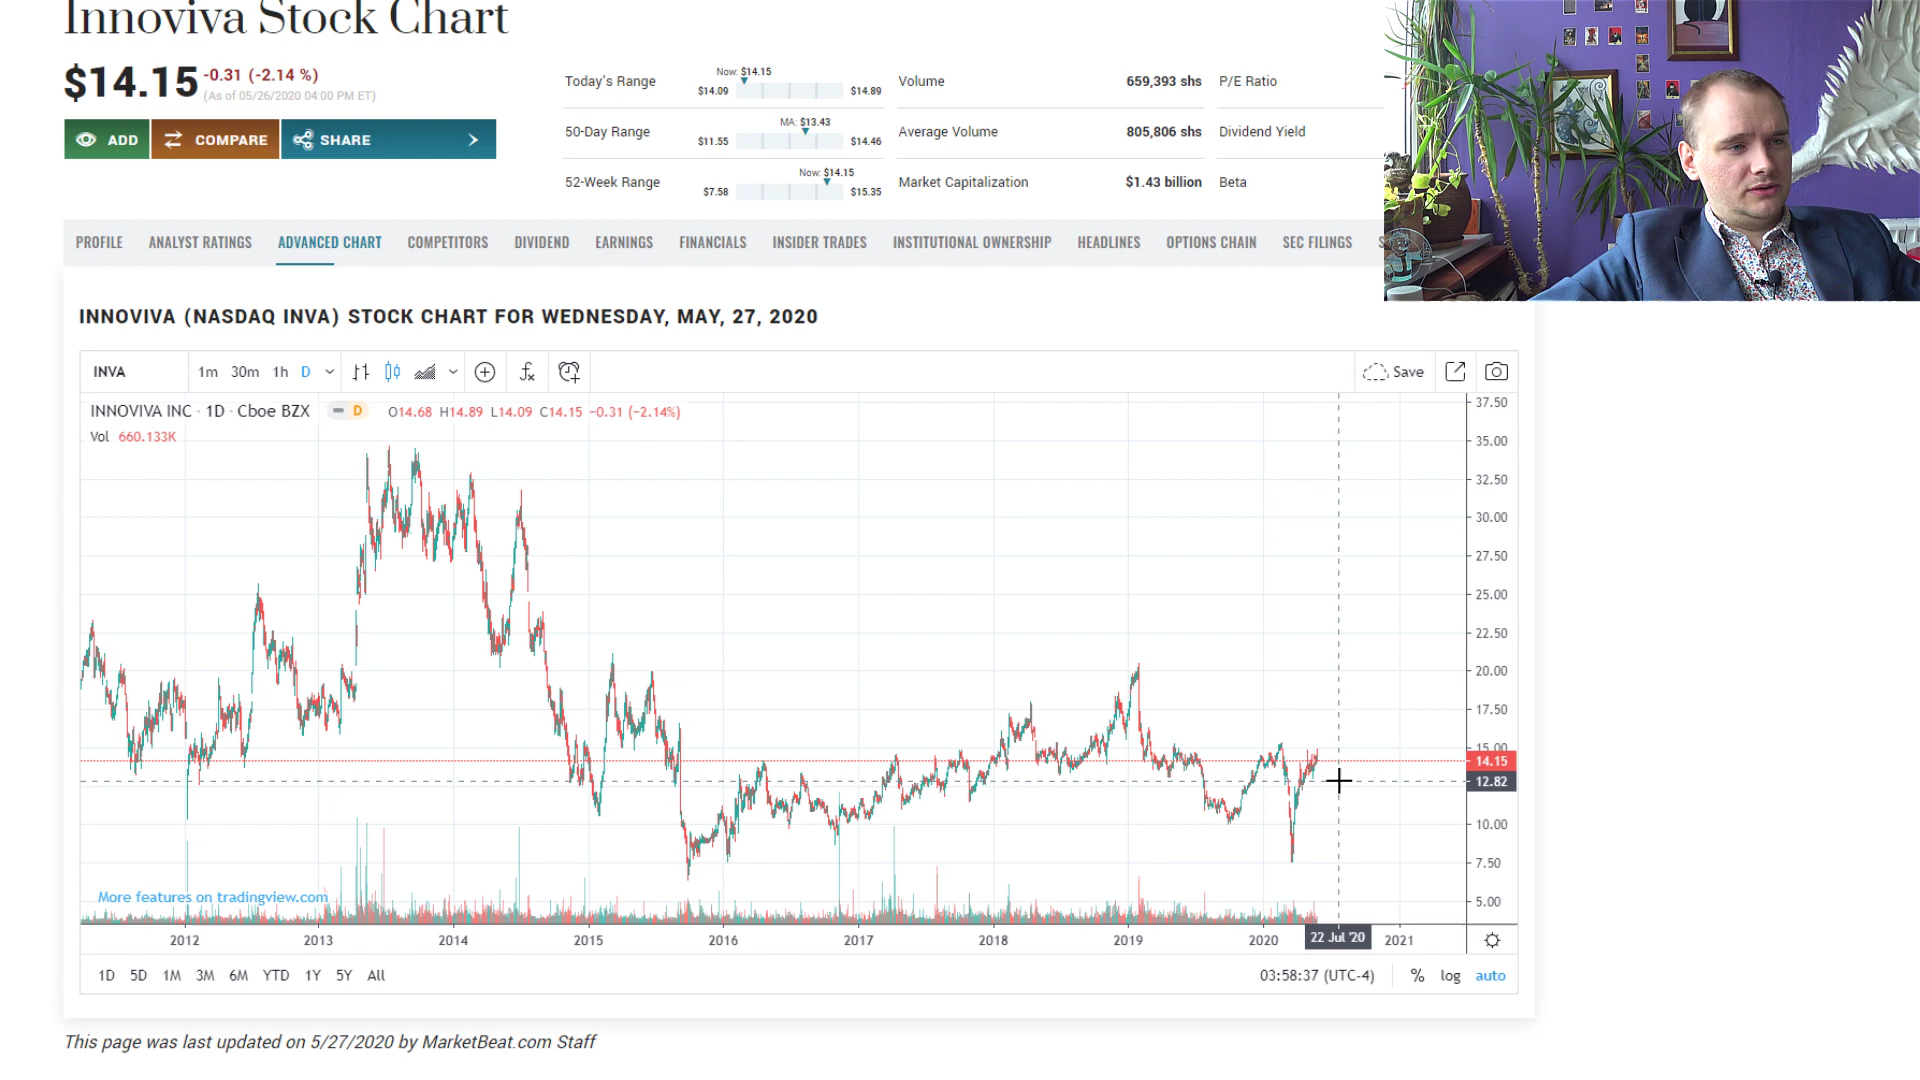 Innoviva Stock Chart
$14.15 -0.31 (-2.14 %)
(As of 05/26/2020 04:00 PM ET)
ADD COMPARE SHARE
Today's Range Now: $14.15 $14.09 $14.89
50-Day Range MA: $13.43 $11.55 $14.46
52-Week Range Now: $14.15 $7.58 $15.35
Volume 659,393 shs
Average Volume 805,806 shs
Market Capitalization $1.43 billion
P/E Ratio
Dividend Yield
Beta
PROFILE ANALYST RATINGS ADVANCED CHART COMPETITORS DIVIDEND EARNINGS FINANCIALS INSIDER TRADES INSTITUTIONAL OWNERSHIP HEADLINES OPTIONS CHAIN SEC FILINGS S
INNOVIVA (NASDAQ INVA) STOCK CHART FOR WEDNESDAY, MAY, 27, 2020
INVA 1m 30m 1h D Save
INNOVIVA INC · 1D · Cboe BZX D O14.68 H14.89 L14.09 C14.15 −0.31 (−2.14%)
Vol 660.133K
37.50
35.00
32.50
30.00
27.50
25.00
22.50
20.00
17.50
15.00
14.15
12.82
10.00
7.50
5.00
More features on tradingview.com
2012 2013 2014 2015 2016 2017 2018 2019 2020 22 Jul '20 2021
1D 5D 1M 3M 6M YTD 1Y 5Y All 03:58:37 (UTC-4) % log auto
This page was last updated on 5/27/2020 by MarketBeat.com Staff